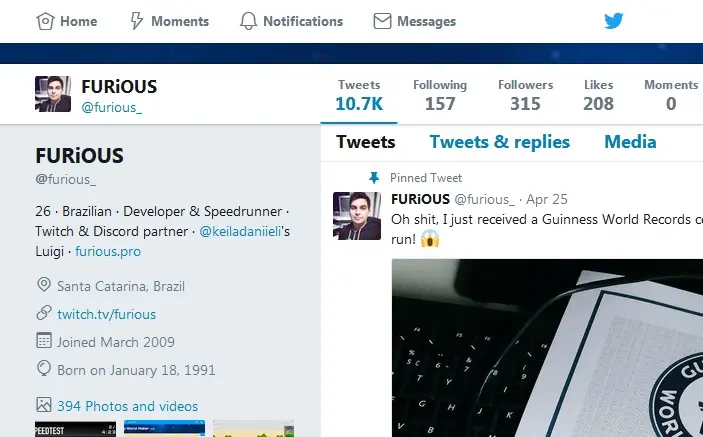 Home Moments Notifications Messages
FURiOUS
@furious_
Tweets Following Followers Likes Moments
10.7K 157 315 208 0
FURiOUS
@furious_
26 · Brazilian · Developer & Speedrunner ·
Twitch & Discord partner · @keiladaniieli's
Luigi · furious.pro
Santa Catarina, Brazil
twitch.tv/furious
Joined March 2009
Born on January 18, 1991
394 Photos and videos
Tweets Tweets & replies Media
Pinned Tweet
FURiOUS @furious_ · Apr 25
Oh shit, I just received a Guinness World Records c
run! 😱